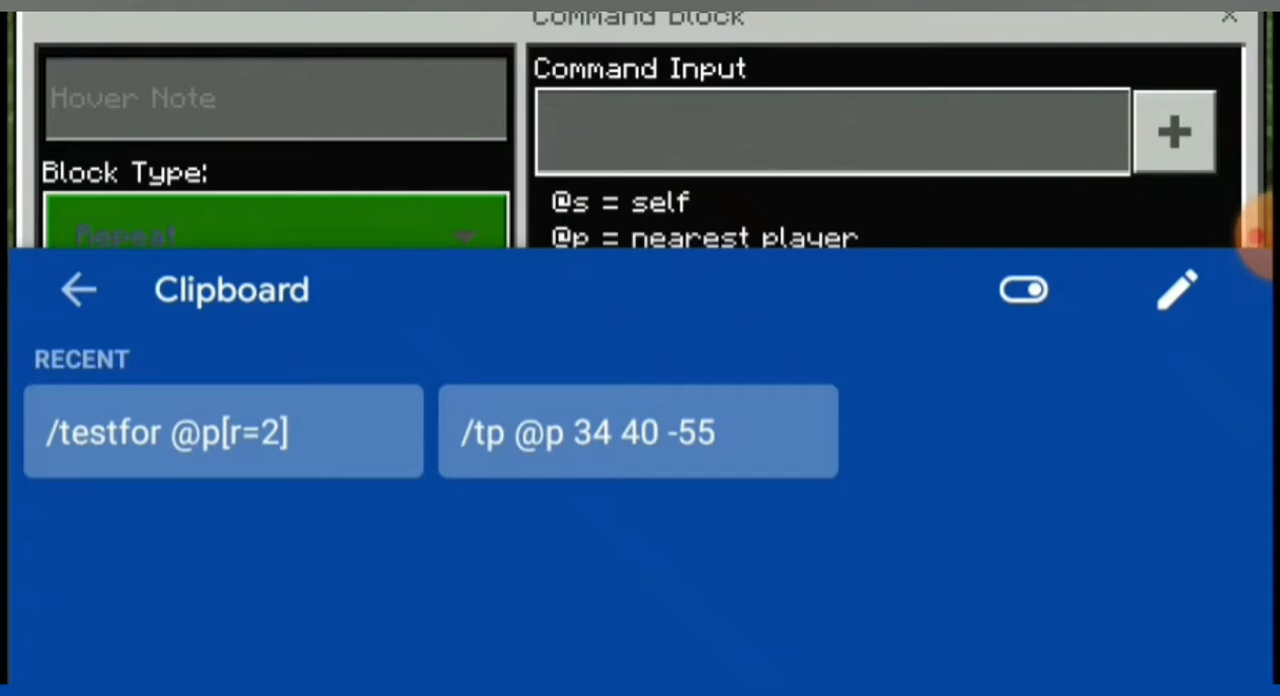 Command Block
Hover Note
Command Input
Block Type:
@s = self
Repeat
@p = nearest player
Clipboard
RECENT
/testfor @p[r=2]
/tp @p 34 40 -55